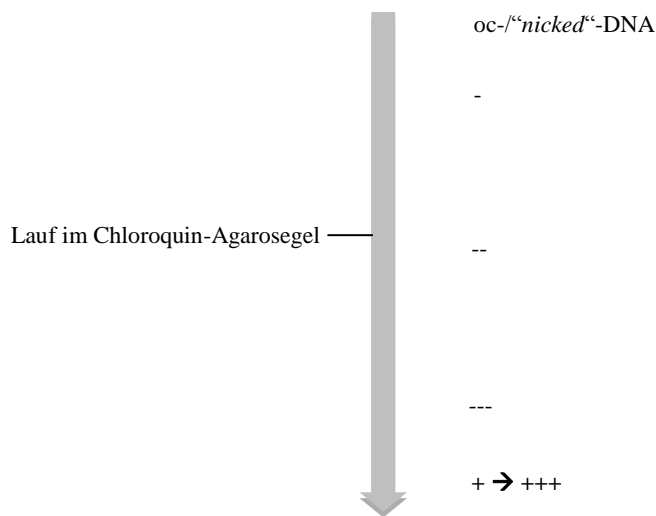 oc-/“nicked“-DNA
-
Lauf im Chloroquin-Agarosegel
--
---
+ ➔ +++